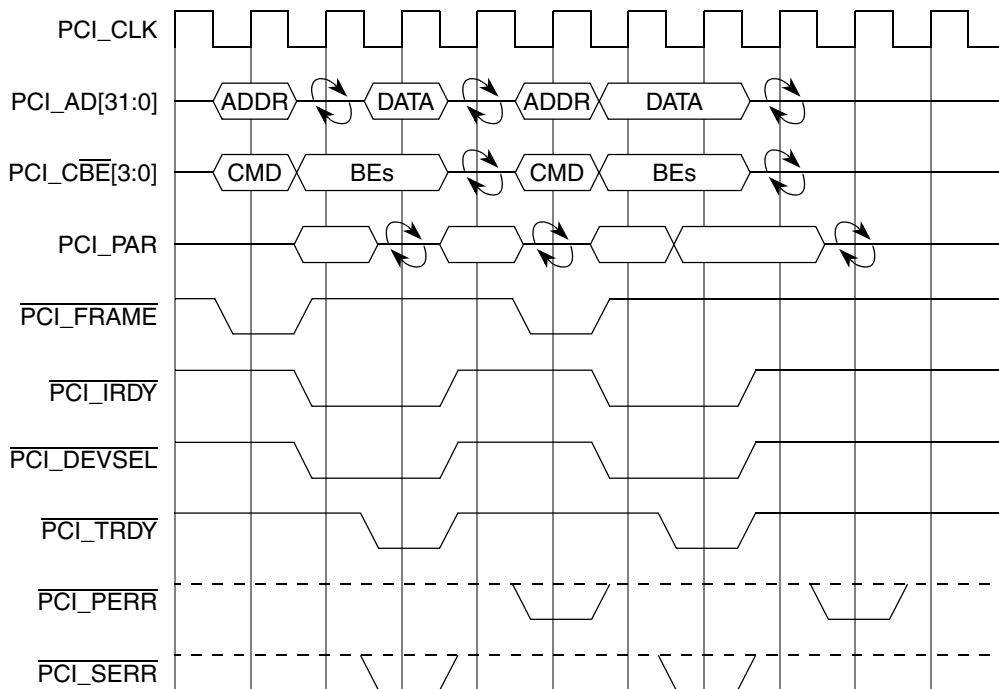 PCI_CLK
PCI_AD[31:0] ADDR DATA ADDR DATA
PCI_CBE[3:0] CMD BEs CMD BEs
PCI_PAR
PCI_FRAME
PCI_IRDY
PCI_DEVSEL
PCI_TRDY
PCI_PERR
PCI_SERR